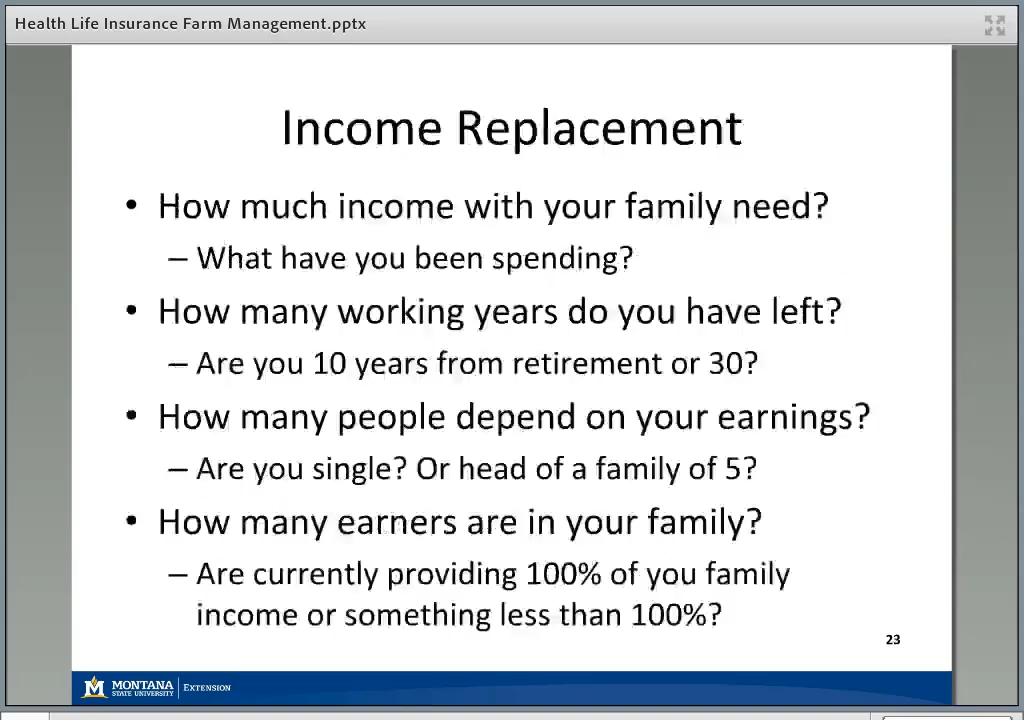 Health Life Insurance Farm Management.pptx
Income Replacement
• How much income with your family need?
– What have you been spending?
• How many working years do you have left?
– Are you 10 years from retirement or 30?
• How many people depend on your earnings?
– Are you single? Or head of a family of 5?
• How many earners are in your family?
– Are currently providing 100% of you family
income or something less than 100%?
23
M MONTANA
STATE UNIVERSITY
EXTENSION